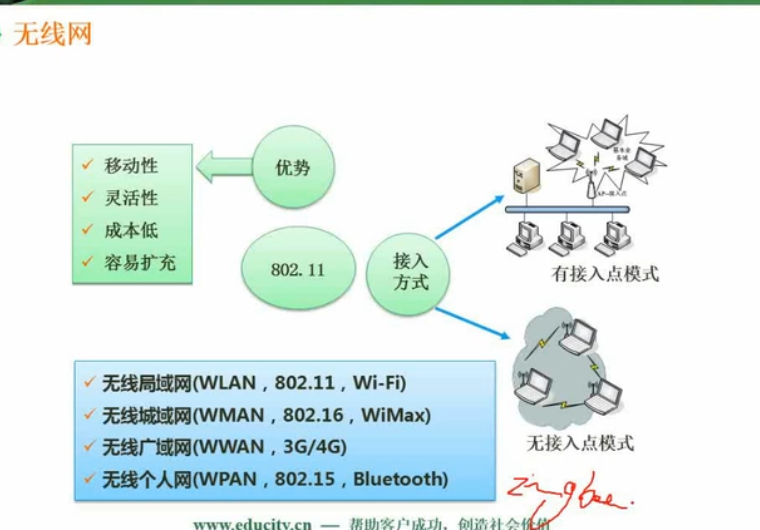 无线网
✓ 移动性
✓ 灵活性
✓ 成本低
✓ 容易扩充
优势
802.11
接入
方式
AP-接入点
有接入点模式
无接入点模式
✓ 无线局域网(WLAN，802.11，Wi-Fi)
✓ 无线城域网(WMAN，802.16，WiMax)
✓ 无线广域网(WWAN，3G/4G)
✓ 无线个人网(WPAN，802.15，Bluetooth)
www.educity.cn — 帮助客户成功，创造社会价值